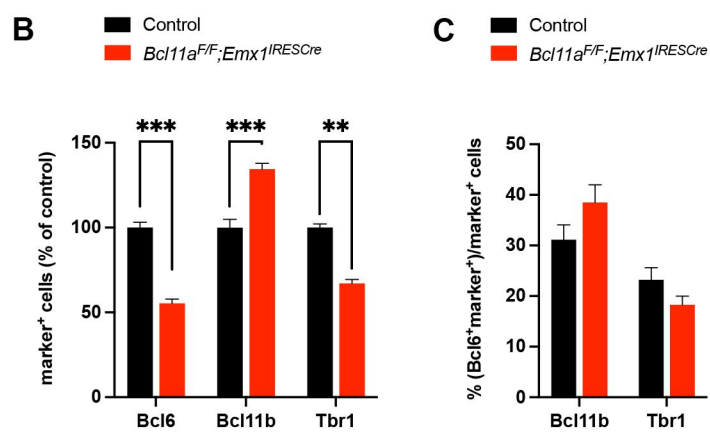 B
Control
Bcl11aF/F;Emx1IRESCre
marker+ cells (% of control)
150
100
50
0
***
***
**
Bcl6
Bcl11b
Tbr1
C
Control
Bcl11aF/F;Emx1IRESCre
% (Bcl6+marker+)/marker+ cells
50
40
30
20
10
0
Bcl11b
Tbr1